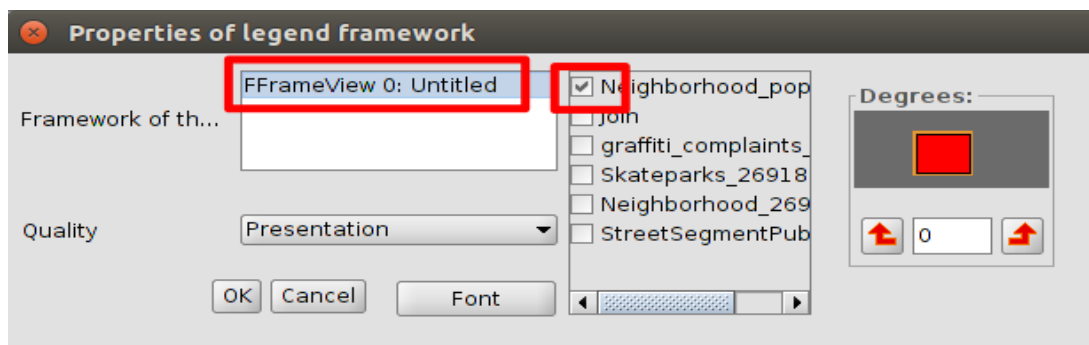 Properties of legend framework
FFrameView 0: Untitled
Framework of th...
Quality
Presentation
OK
Cancel
Font
Neighborhood_pop
Join
graffiti_complaints_
Skateparks_26918
Neighborhood_269
StreetSegmentPub
Degrees:
0